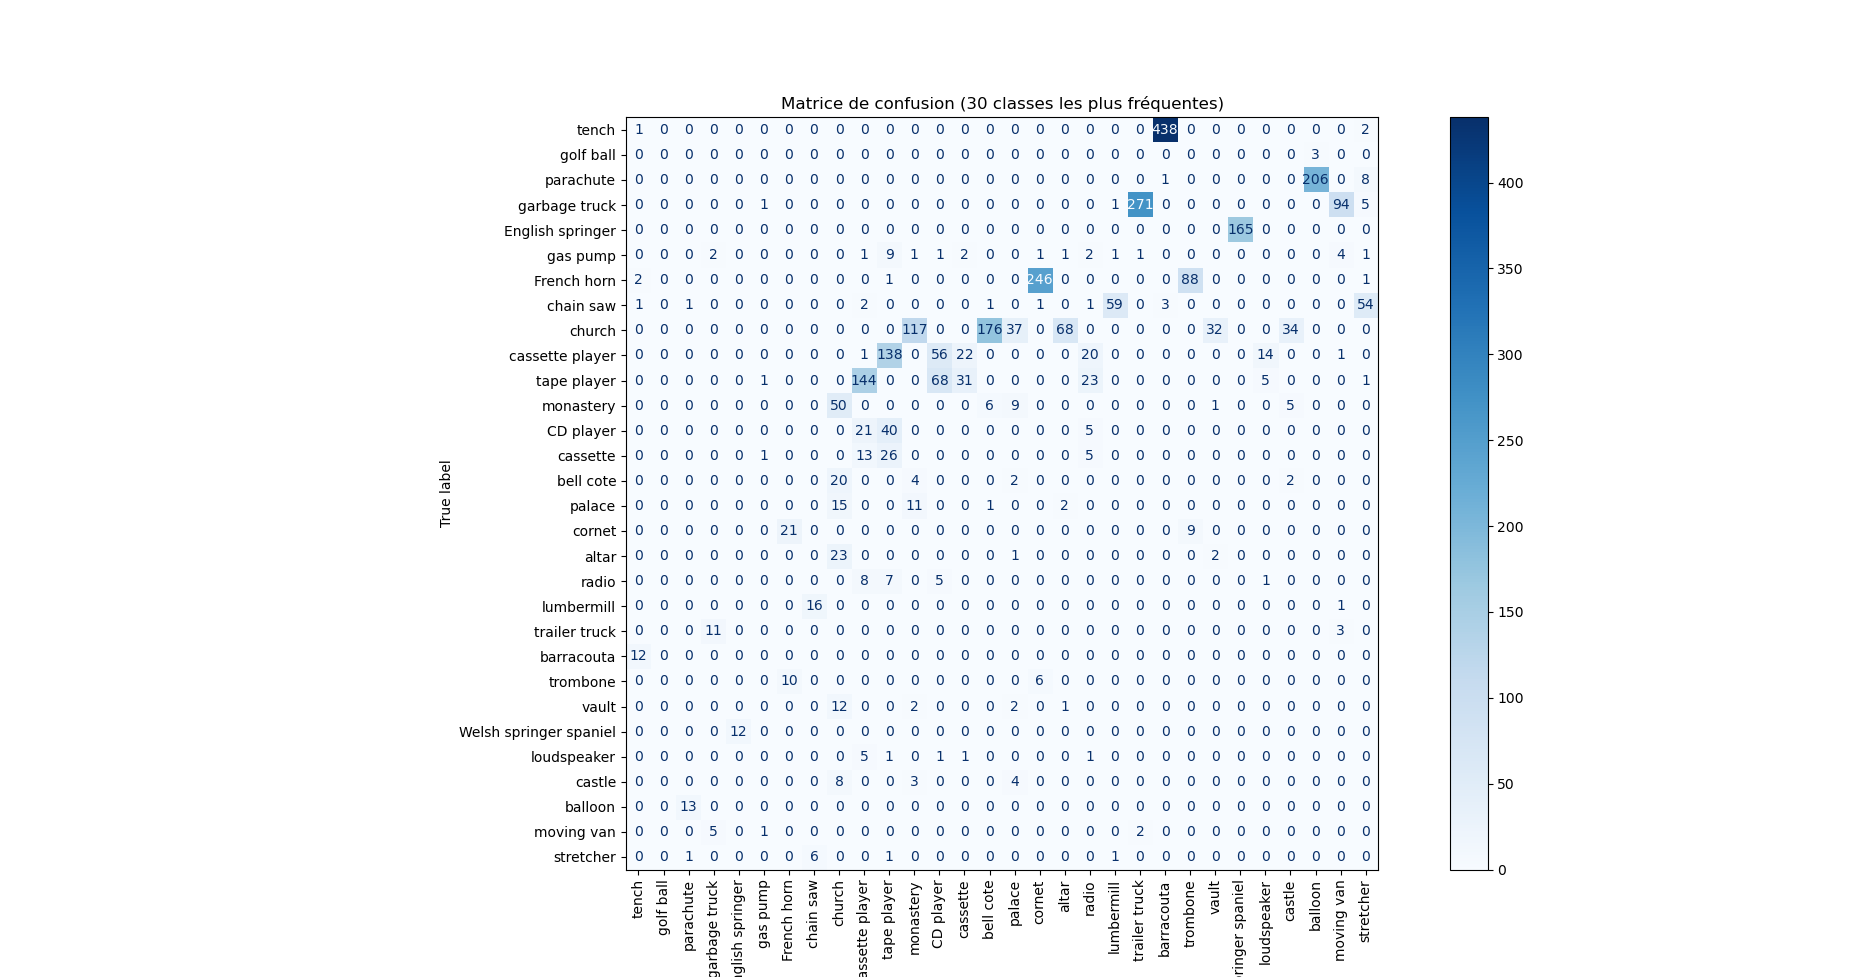 Matrice de confusion (30 classes les plus fréquentes)
True label
tench 1 0 0 0 0 0 0 0 0 0 0 0 0 0 0 0 0 0 0 0 0 438 0 0 0 0 0 0 0 2
golf ball 0 0 0 0 0 0 0 0 0 0 0 0 0 0 0 0 0 0 0 0 0 0 0 0 0 0 0 3 0 0
parachute 0 0 0 0 0 0 0 0 0 0 0 0 0 0 0 0 0 0 0 0 0 1 0 0 0 0 0 206 0 8
garbage truck 0 0 0 0 0 1 0 0 0 0 0 0 0 0 0 0 0 0 0 1 271 0 0 0 0 0 0 0 94 5
English springer 0 0 0 0 0 0 0 0 0 0 0 0 0 0 0 0 0 0 0 0 0 0 0 0 165 0 0 0 0 0
gas pump 0 0 0 2 0 0 0 0 0 1 9 1 1 2 0 0 1 1 2 1 1 0 0 0 0 0 0 0 4 1
French horn 2 0 0 0 0 0 0 0 0 0 1 0 0 0 0 0 246 0 0 0 0 0 88 0 0 0 0 0 0 1
chain saw 1 0 1 0 0 0 0 0 0 2 0 0 0 0 1 0 1 0 1 59 0 3 0 0 0 0 0 0 0 54
church 0 0 0 0 0 0 0 0 0 0 0 117 0 0 176 37 0 68 0 0 0 0 0 32 0 0 34 0 0 0
cassette player 0 0 0 0 0 0 0 0 0 1 138 0 56 22 0 0 0 0 20 0 0 0 0 0 0 14 0 0 1 0
tape player 0 0 0 0 0 1 0 0 0 144 0 0 68 31 0 0 0 0 23 0 0 0 0 0 0 5 0 0 0 1
monastery 0 0 0 0 0 0 0 0 50 0 0 0 0 0 6 9 0 0 0 0 0 0 0 1 0 0 5 0 0 0
CD player 0 0 0 0 0 0 0 0 0 21 40 0 0 0 0 0 0 0 5 0 0 0 0 0 0 0 0 0 0 0
cassette 0 0 0 0 0 1 0 0 0 13 26 0 0 0 0 0 0 0 5 0 0 0 0 0 0 0 0 0 0 0
bell cote 0 0 0 0 0 0 0 0 20 0 0 4 0 0 0 2 0 0 0 0 0 0 0 0 0 0 2 0 0 0
palace 0 0 0 0 0 0 0 0 15 0 0 11 0 0 1 0 0 2 0 0 0 0 0 0 0 0 0 0 0 0
cornet 0 0 0 0 0 0 21 0 0 0 0 0 0 0 0 0 0 0 0 0 0 0 9 0 0 0 0 0 0 0
altar 0 0 0 0 0 0 0 0 23 0 0 0 0 0 0 1 0 0 0 0 0 0 0 2 0 0 0 0 0 0
radio 0 0 0 0 0 0 0 0 0 8 7 0 5 0 0 0 0 0 0 0 0 0 0 0 0 1 0 0 0 0
lumbermill 0 0 0 0 0 0 0 16 0 0 0 0 0 0 0 0 0 0 0 0 0 0 0 0 0 0 0 0 1 0
trailer truck 0 0 0 11 0 0 0 0 0 0 0 0 0 0 0 0 0 0 0 0 0 0 0 0 0 0 0 0 3 0
barracouta 12 0 0 0 0 0 0 0 0 0 0 0 0 0 0 0 0 0 0 0 0 0 0 0 0 0 0 0 0 0
trombone 0 0 0 0 0 0 10 0 0 0 0 0 0 0 0 0 6 0 0 0 0 0 0 0 0 0 0 0 0 0
vault 0 0 0 0 0 0 0 0 12 0 0 2 0 0 0 2 0 1 0 0 0 0 0 0 0 0 0 0 0 0
Welsh springer spaniel 0 0 0 0 12 0 0 0 0 0 0 0 0 0 0 0 0 0 0 0 0 0 0 0 0 0 0 0 0 0
loudspeaker 0 0 0 0 0 0 0 0 0 5 1 0 1 1 0 0 0 0 1 0 0 0 0 0 0 0 0 0 0 0
castle 0 0 0 0 0 0 0 0 8 0 0 3 0 0 0 4 0 0 0 0 0 0 0 0 0 0 0 0 0 0
balloon 0 0 13 0 0 0 0 0 0 0 0 0 0 0 0 0 0 0 0 0 0 0 0 0 0 0 0 0 0 0
moving van 0 0 0 5 0 1 0 0 0 0 0 0 0 0 0 0 0 0 0 0 2 0 0 0 0 0 0 0 0 0
stretcher 0 0 1 0 0 0 0 6 0 0 1 0 0 0 0 0 0 0 0 1 0 0 0 0 0 0 0 0 0 0
tench
golf ball
parachute
garbage truck
nglish springer
gas pump
French horn
chain saw
church
assette player
tape player
monastery
CD player
cassette
bell cote
palace
cornet
altar
radio
lumbermill
trailer truck
barracouta
trombone
vault
ringer spaniel
loudspeaker
castle
balloon
moving van
stretcher
400
350
300
250
200
150
100
50
0